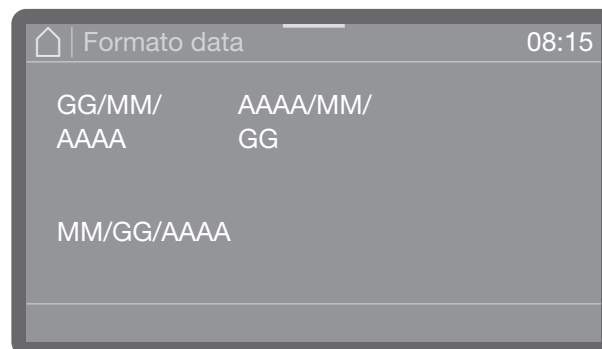 Formato data 08:15
GG/MM/
AAAA
AAAA/MM/
GG
MM/GG/AAAA